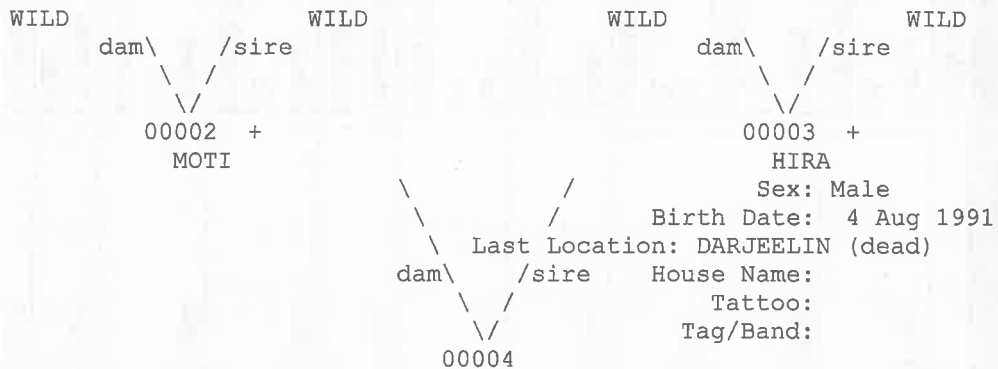 WILD WILD WILD WILD
dam\ /sire dam\ /sire
\ / \ /
\/ \/
00002 + 00003 +
MOTI HIRA
\ / Sex: Male
\ / Birth Date: 4 Aug 1991
\ / Last Location: DARJEELIN (dead)
dam\ /sire House Name:
\ / Tattoo:
\/ Tag/Band:
00004